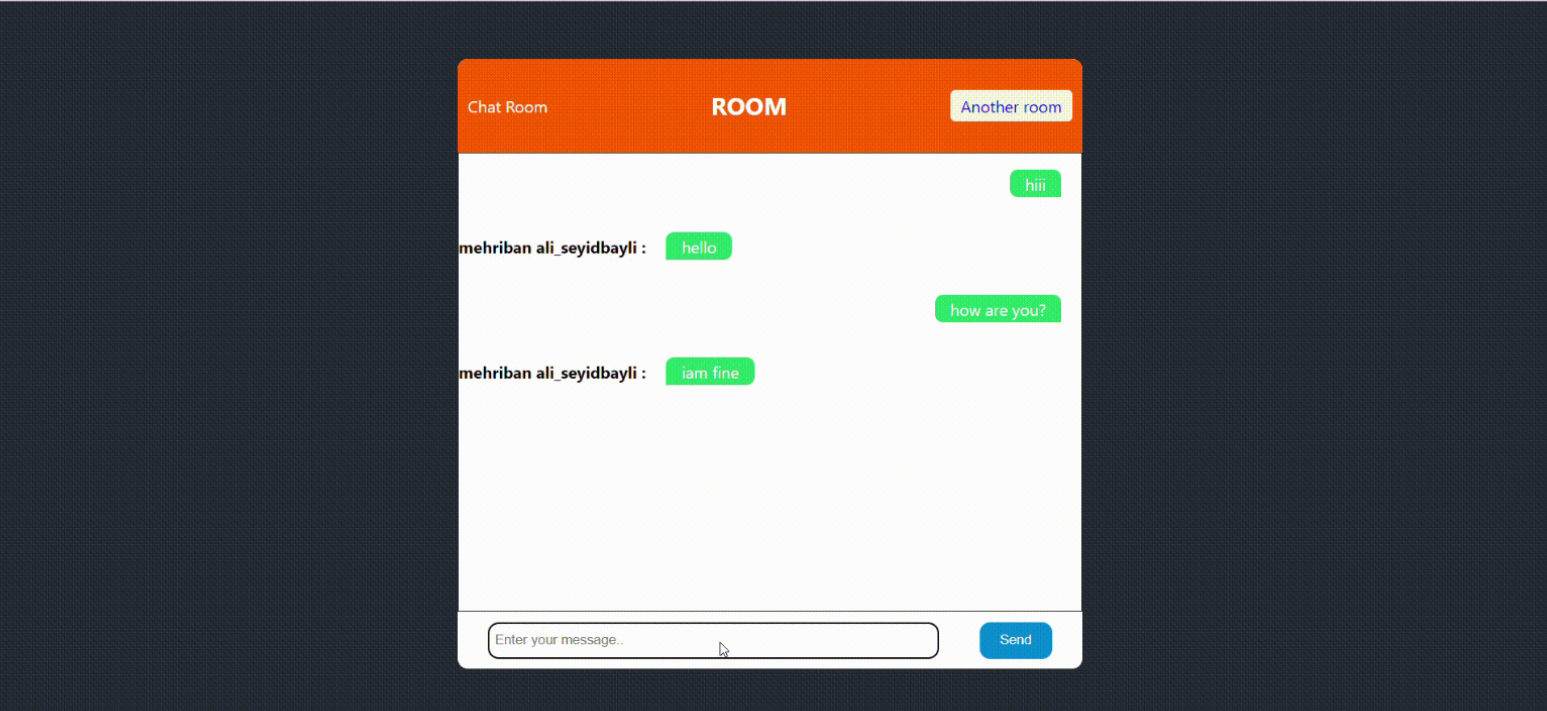 Chat Room
ROOM
Another room
hiii
mehriban ali_seyidbayli :
hello
how are you?
mehriban ali_seyidbayli :
iam fine
Enter your message..
Send